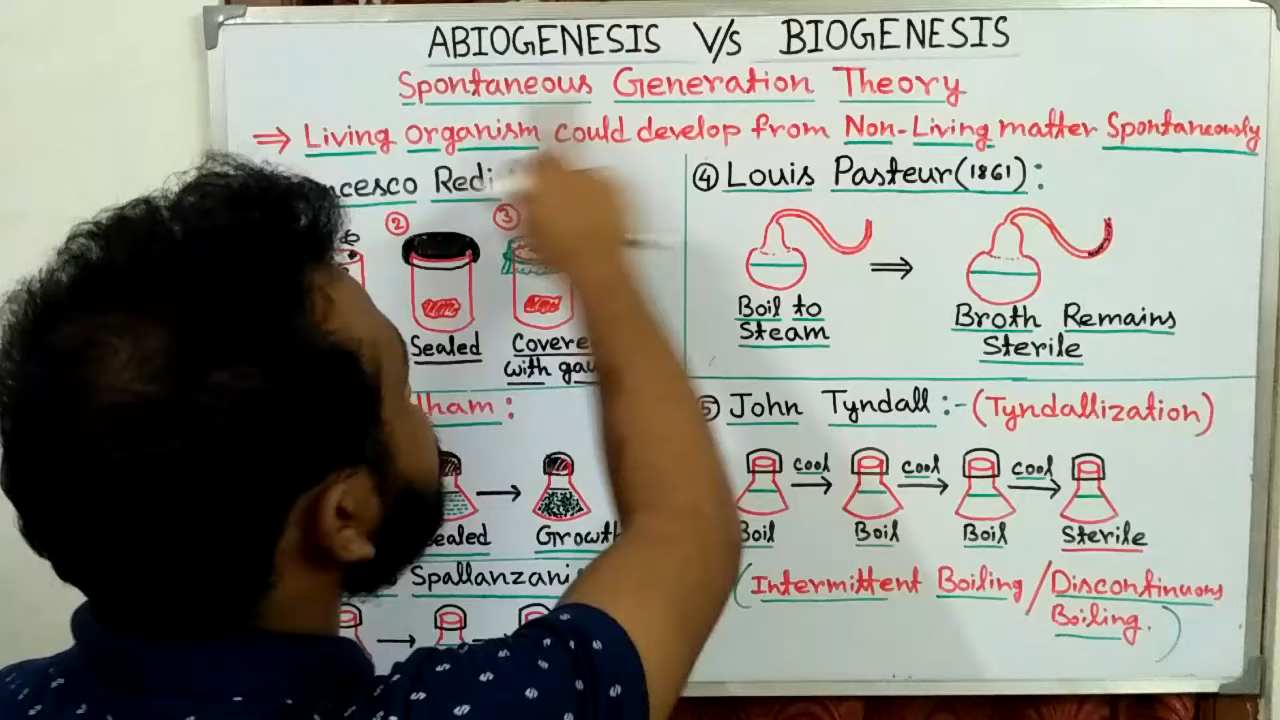 ABIOGENESIS V/s BIOGENESIS
Spontaneous Generation Theory
⇒ Living organism could develop from Non-Living matter Spontaneously
Redi
② ③
Sealed
with
④ Louis Pasteur (1861):
Boil to
Steam
⇒
Broth Remains
Sterile
→
Growth
Spallanzani
→
⑤ John Tyndall :- (Tyndallization)
cool → cool → cool →
Boil Boil Sterile
(Intermittent Boiling / Discontinuous
Boiling.)